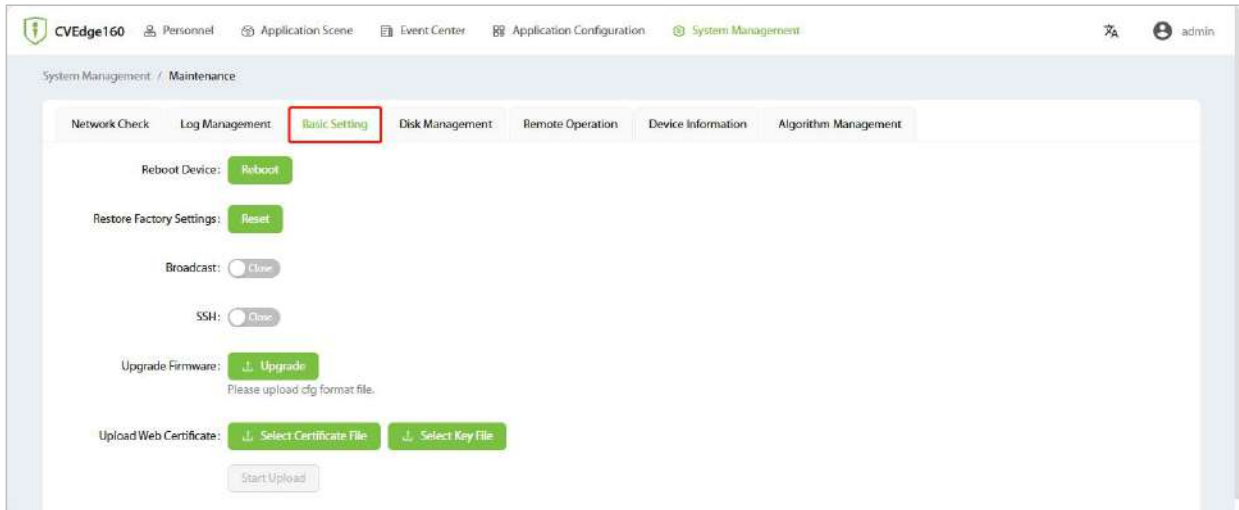 CVEdge160 Personnel Application Scene Event Center Application Configuration System Management admin
System Management / Maintenance
Network Check Log Management Basic Setting Disk Management Remote Operation Device Information Algorithm Management
Reboot Device: Reboot
Restore Factory Settings: Reset
Broadcast: Close
SSH: Close
Upgrade Firmware: Upgrade
Please upload cfg format file.
Upload Web Certificate: Select Certificate File Select Key File
Start Upload